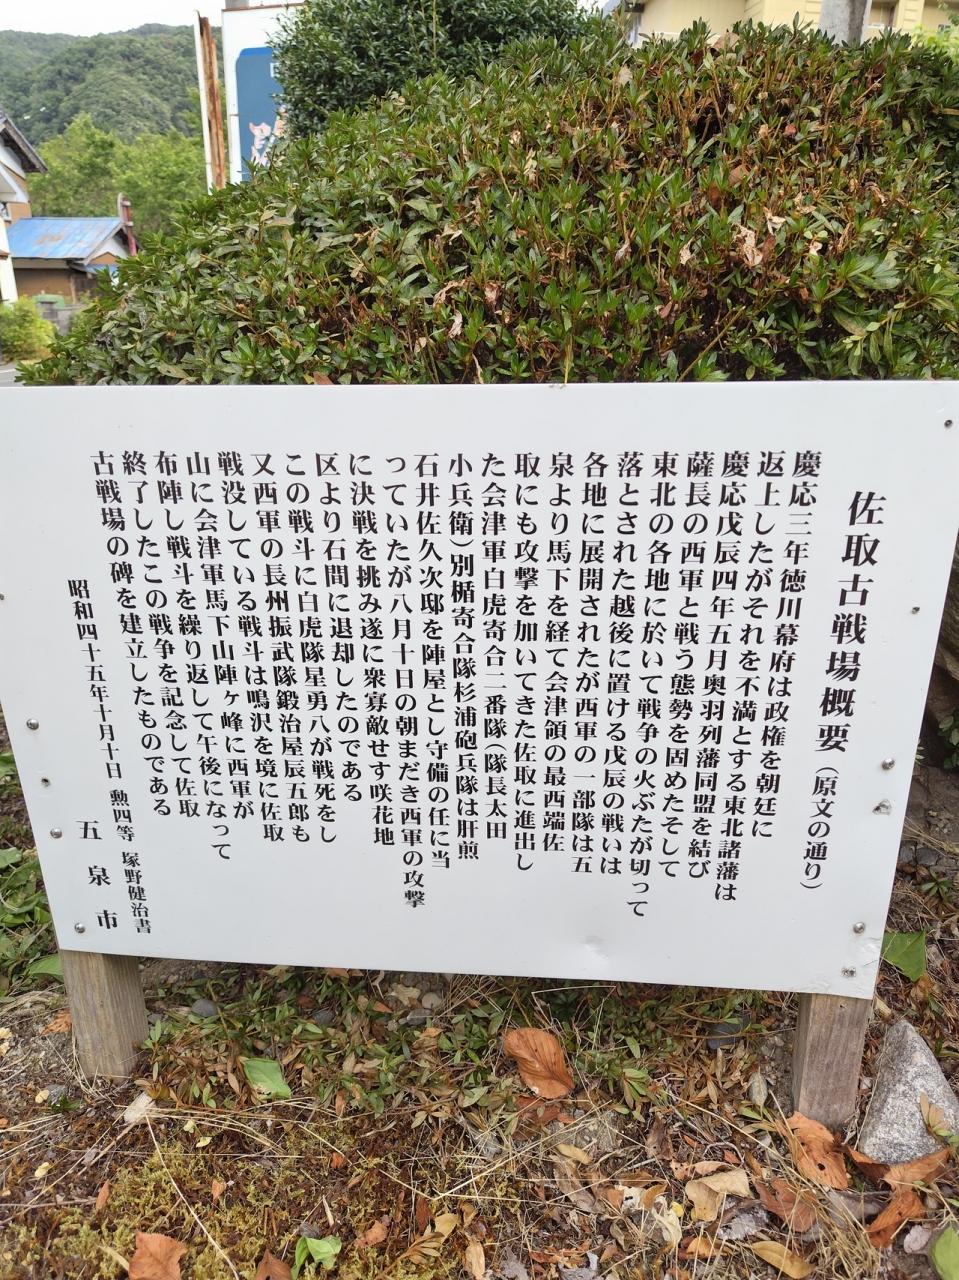 佐取古戦場概要（原文の通り）
慶応三年徳川幕府は政権を朝廷に
返上したがそれを不満とする東北諸藩は
慶応戊辰四年五月奥羽列藩同盟を結び
薩長の西軍と戦う態勢を固めたそして
東北の各地に於いて戦争の火ぶたが切って
落とされた越後に置ける戊辰の戦いは
各地に展開されたが西軍の一部隊は五
泉より馬下を経て会津領の最西端佐
取にも攻撃を加いてきた佐取に進出し
た会津軍白虎寄合二番隊（隊長太田
小兵衛）別楯寄合隊杉浦砲兵隊は肝煎
石井佐久次邸を陣屋とし守備の任に当
っていたが八月十日の朝まだき西軍の攻撃
に決戦を挑み遂に衆寡敵せす咲花地
区より石間に退却したのである
この戦斗に白虎隊星勇八が戦死をし
又西軍の長州振武隊鍛治屋辰五郎も
戦没している戦斗は鳴沢を境に佐取
山に会津軍馬下山陣ヶ峰に西軍が
布陣し戦斗を繰り返して午後になって
終了したこの戦争を記念して佐取
古戦場の碑を建立したものである
昭和四十五年十月十日 勲四等 塚野健治書
五泉市